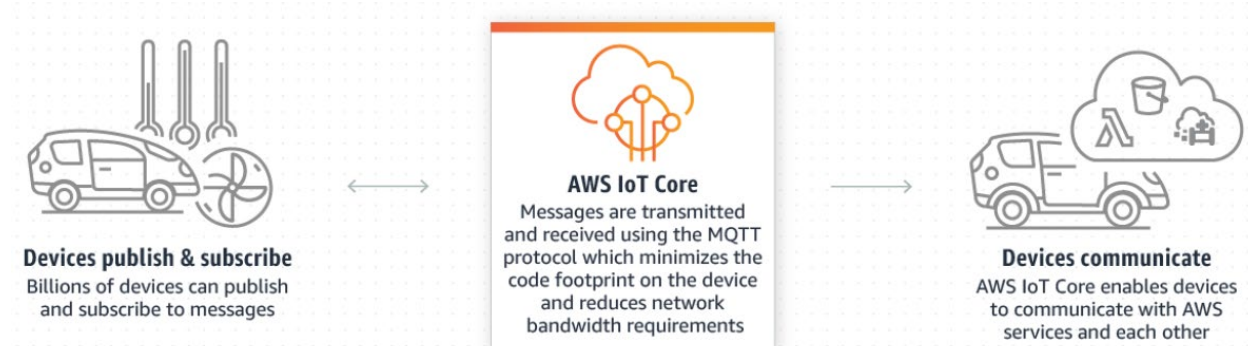 Devices publish & subscribe
Billions of devices can publish
and subscribe to messages
AWS IoT Core
Messages are transmitted
and received using the MQTT
protocol which minimizes the
code footprint on the device
and reduces network
bandwidth requirements
Devices communicate
AWS IoT Core enables devices
to communicate with AWS
services and each other